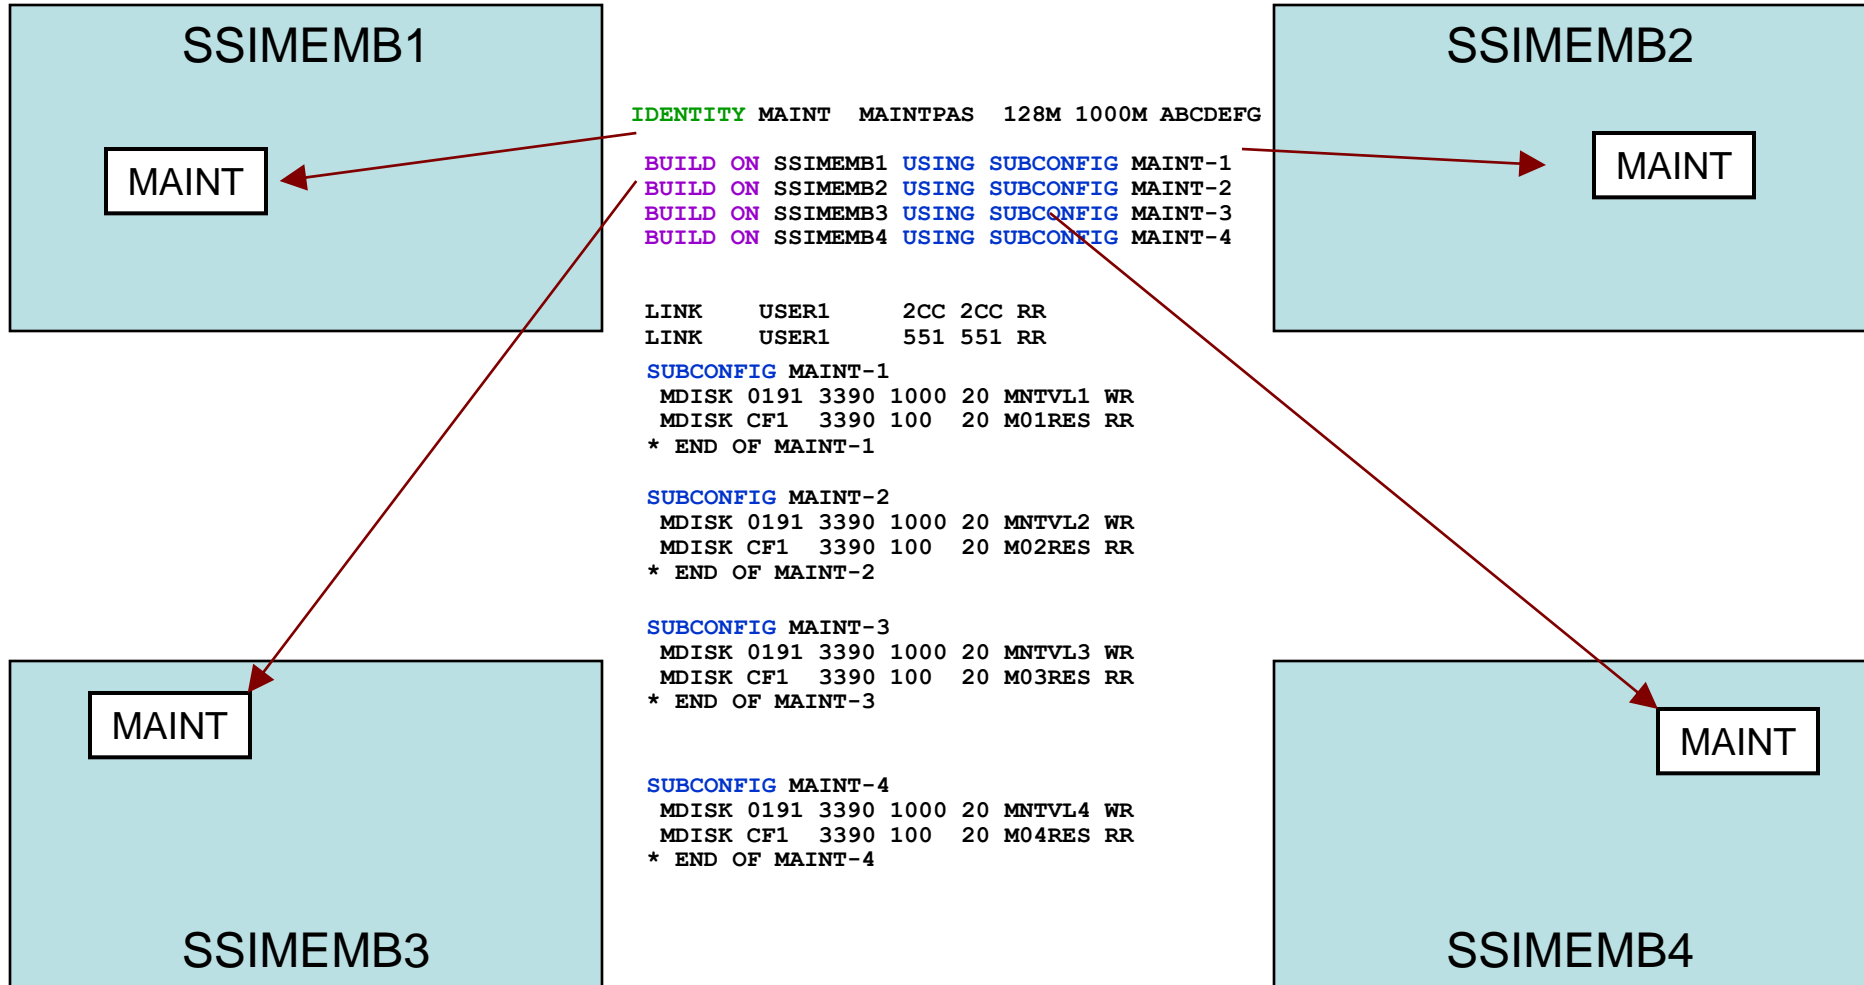 SSIMEMB1
SSIMEMB2
IDENTITY MAINT  MAINTPAS  128M 1000M ABCDEFG
MAINT
MAINT
BUILD ON SSIMEMB1 USING SUBCONFIG MAINT-1
BUILD ON SSIMEMB2 USING SUBCONFIG MAINT-2
BUILD ON SSIMEMB3 USING SUBCONFIG MAINT-3
BUILD ON SSIMEMB4 USING SUBCONFIG MAINT-4
LINK    USER1     2CC 2CC RR
LINK    USER1     551 551 RR
SUBCONFIG MAINT-1
MDISK 0191 3390 1000 20 MNTVL1 WR
MDISK CF1  3390 100  20 M01RES RR
* END OF MAINT-1
SUBCONFIG MAINT-2
MDISK 0191 3390 1000 20 MNTVL2 WR
MDISK CF1  3390 100  20 M02RES RR
* END OF MAINT-2
SUBCONFIG MAINT-3
MDISK 0191 3390 1000 20 MNTVL3 WR
MDISK CF1  3390 100  20 M03RES RR
* END OF MAINT-3
MAINT
MAINT
SUBCONFIG MAINT-4
MDISK 0191 3390 1000 20 MNTVL4 WR
MDISK CF1  3390 100  20 M04RES RR
* END OF MAINT-4
SSIMEMB3
SSIMEMB4